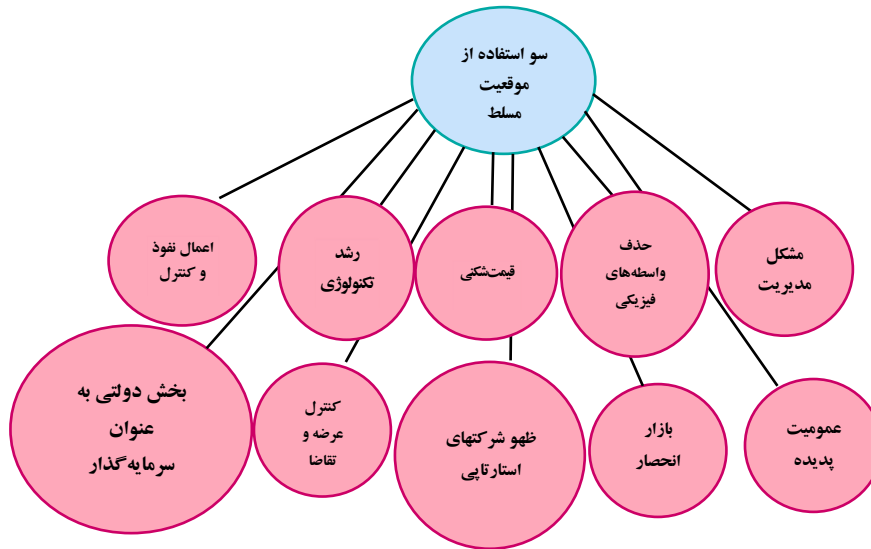 سو استفاده از
موقعیت
مسلط
مشکل
مدیریت
حذف
واسطه‌های
فیزیکی
قیمت‌شکنی
رشد
تکنولوژی
اعمال نفوذ
و کنترل
عمومیت
پدیده
بازار
انحصار
ظهو شرکتهای
استارتاپی
کنترل
عرضه و
تقاضا
بخش دولتی به
عنوان
سرمایه‌گذار